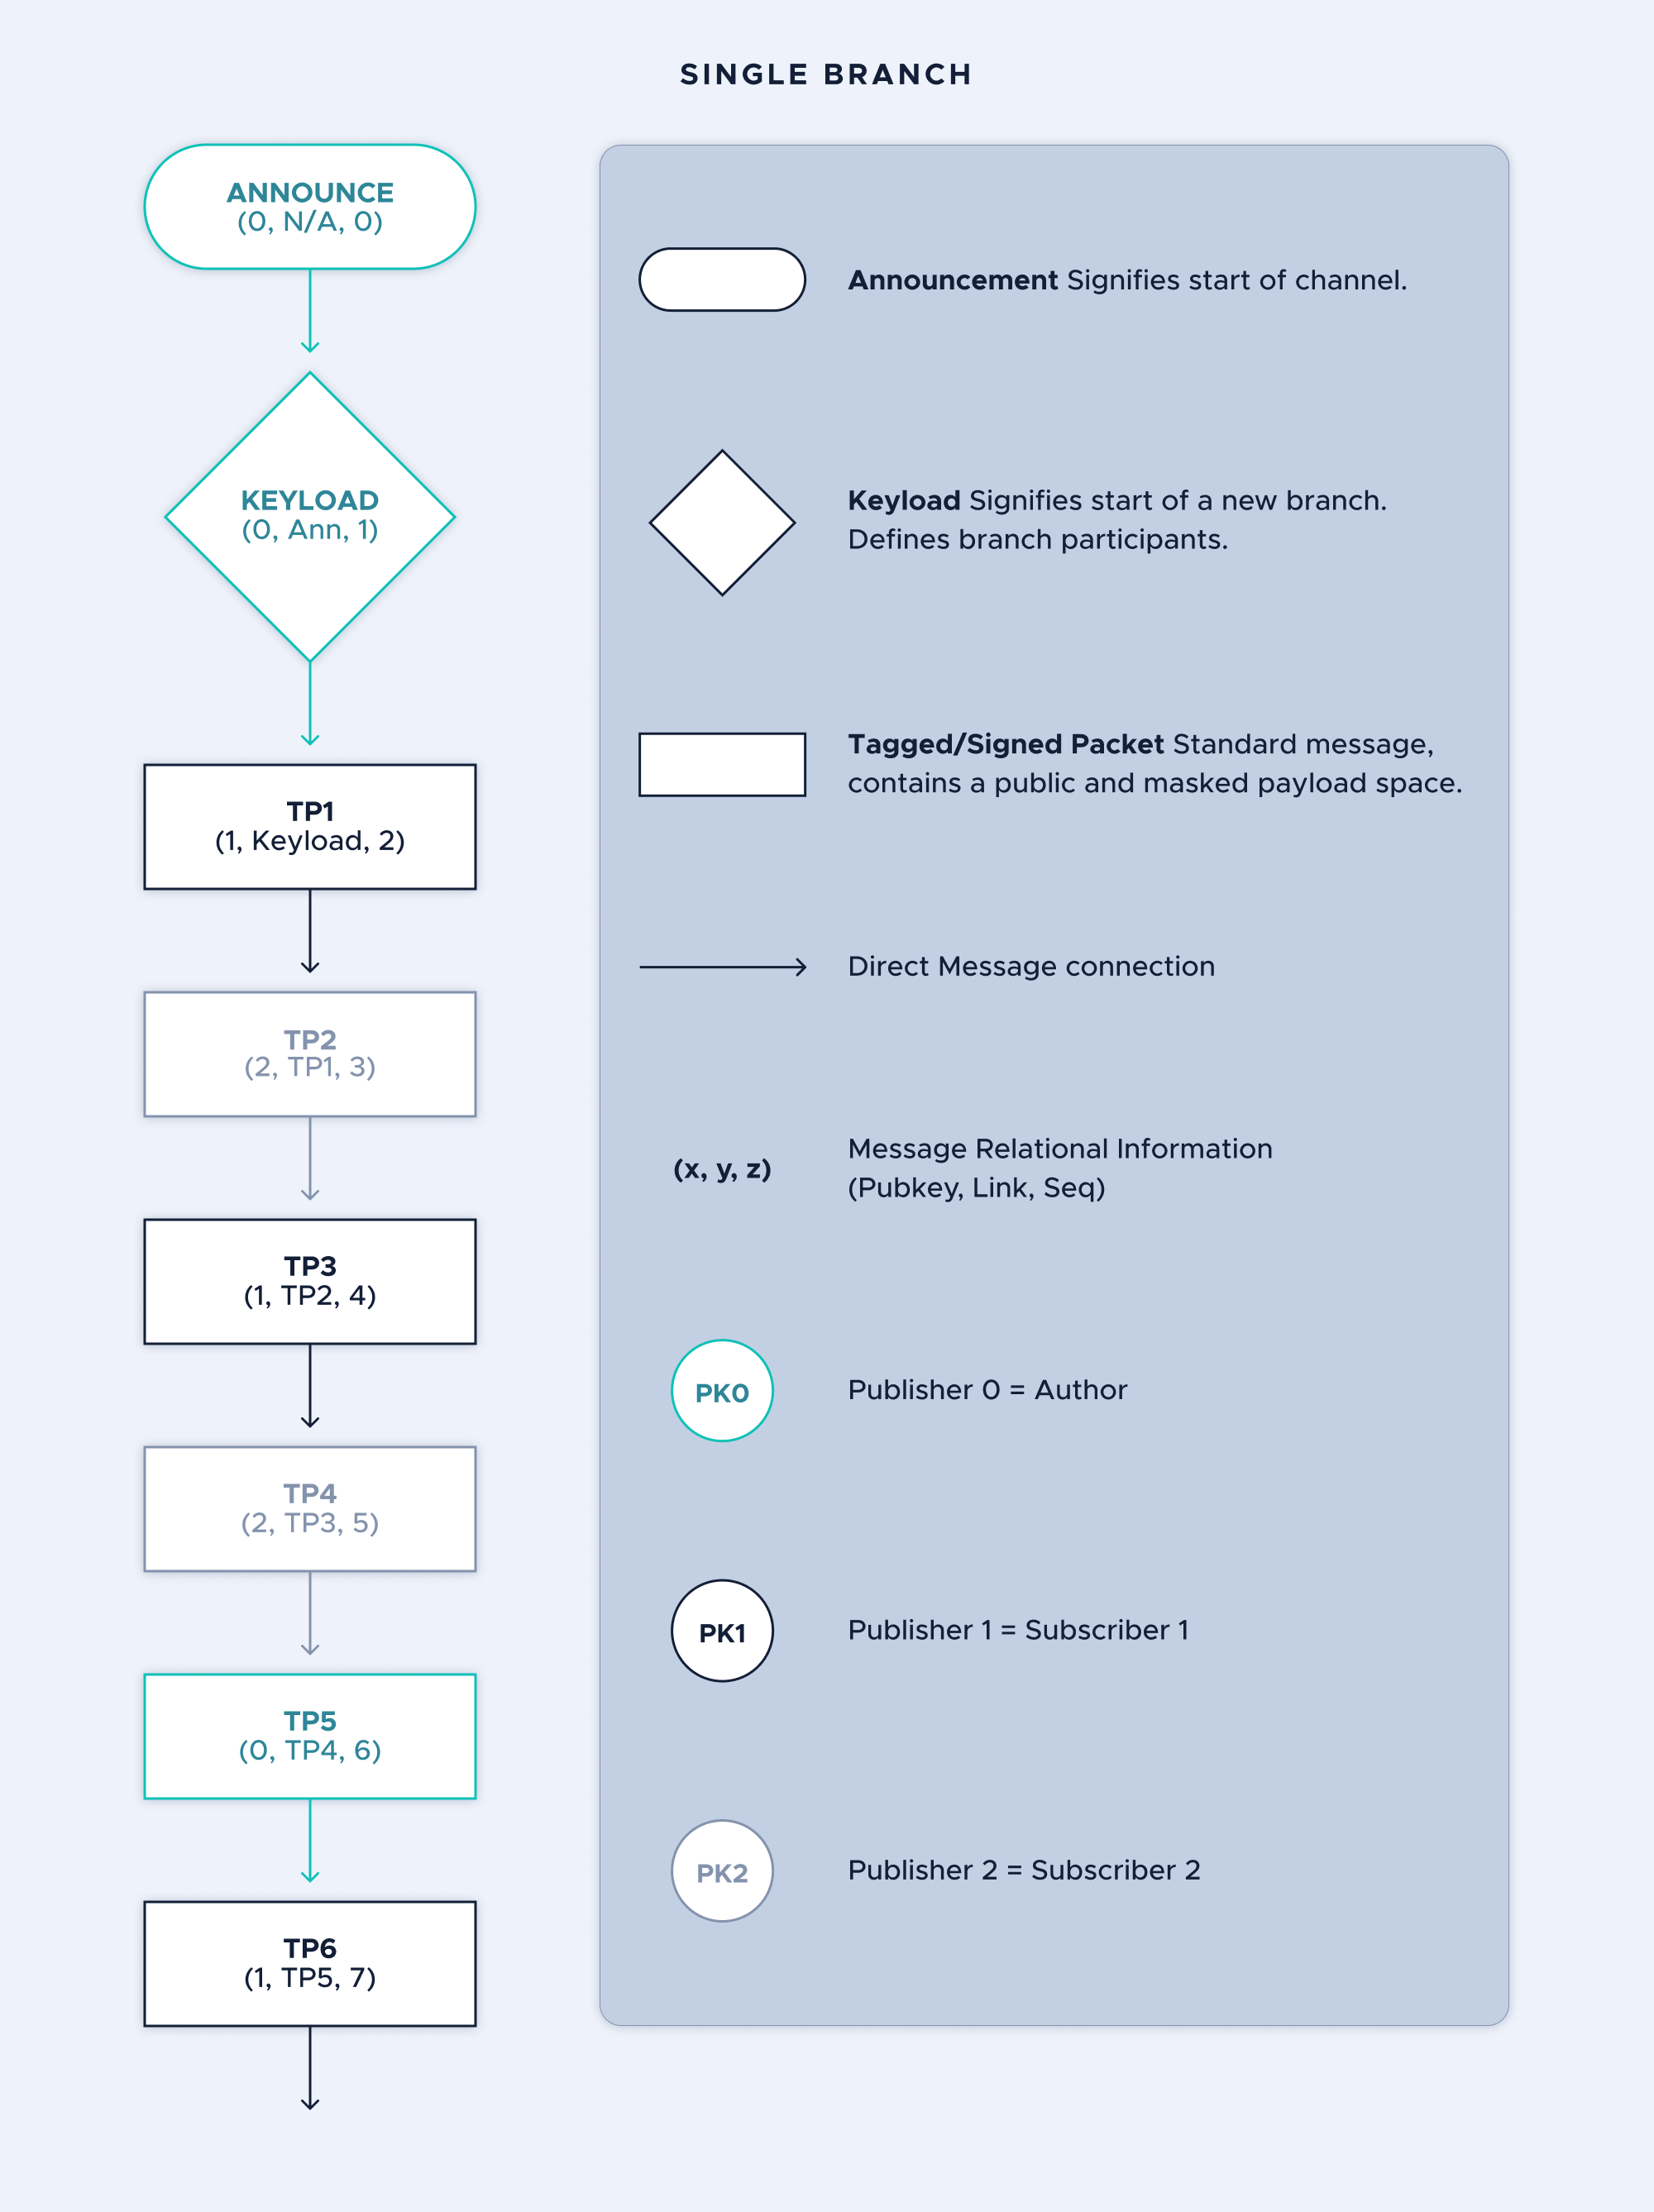 SINGLE BRANCH
ANNOUNCE
(0, N/A, 0)
KEYLOAD
(0, Ann, 1)
TP1
(1, Keyload, 2)
TP2
(2, TP1, 3)
TP3
(1, TP2, 4)
TP4
(2, TP3, 5)
TP5
(0, TP4, 6)
TP6
(1, TP5, 7)
Announcement Signifies start of channel.
Keyload Signifies start of a new branch.
Defines branch participants.
Tagged/Signed Packet Standard message,
contains a public and masked payload space.
Direct Message connection
(x, y, z)
Message Relational Information
(Pubkey, Link, Seq)
PK0
Publisher 0 = Author
PK1
Publisher 1 = Subscriber 1
PK2
Publisher 2 = Subscriber 2